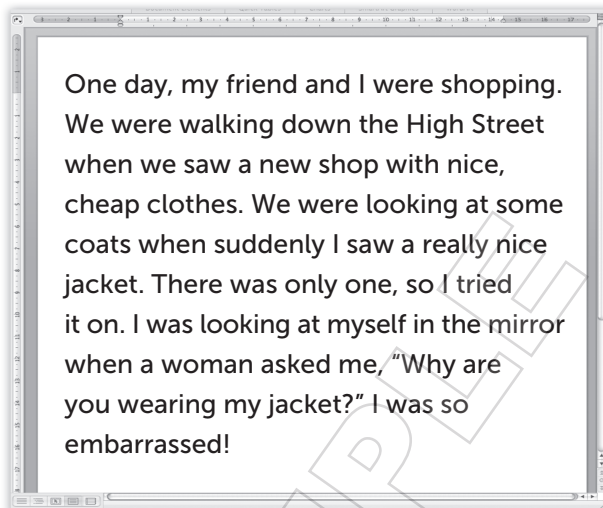 One day, my friend and I were shopping.
We were walking down the High Street
when we saw a new shop with nice,
cheap clothes. We were looking at some
coats when suddenly I saw a really nice
jacket. There was only one, so I tried
it on. I was looking at myself in the mirror
when a woman asked me, “Why are
you wearing my jacket?” I was so
embarrassed!